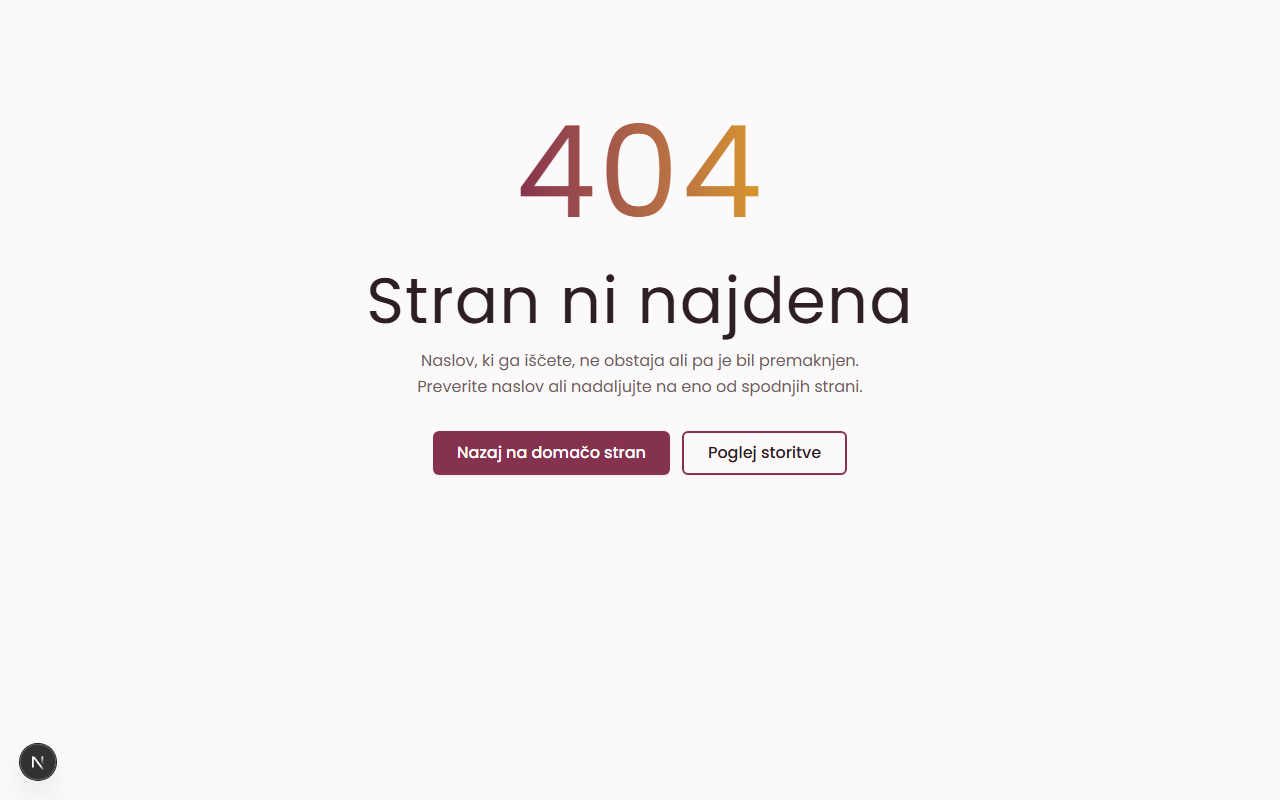 404
Stran ni najdena
Naslov, ki ga iščete, ne obstaja ali pa je bil premaknjen.
Preverite naslov ali nadaljujte na eno od spodnjih strani.
Nazaj na domačo stran
Poglej storitve
N